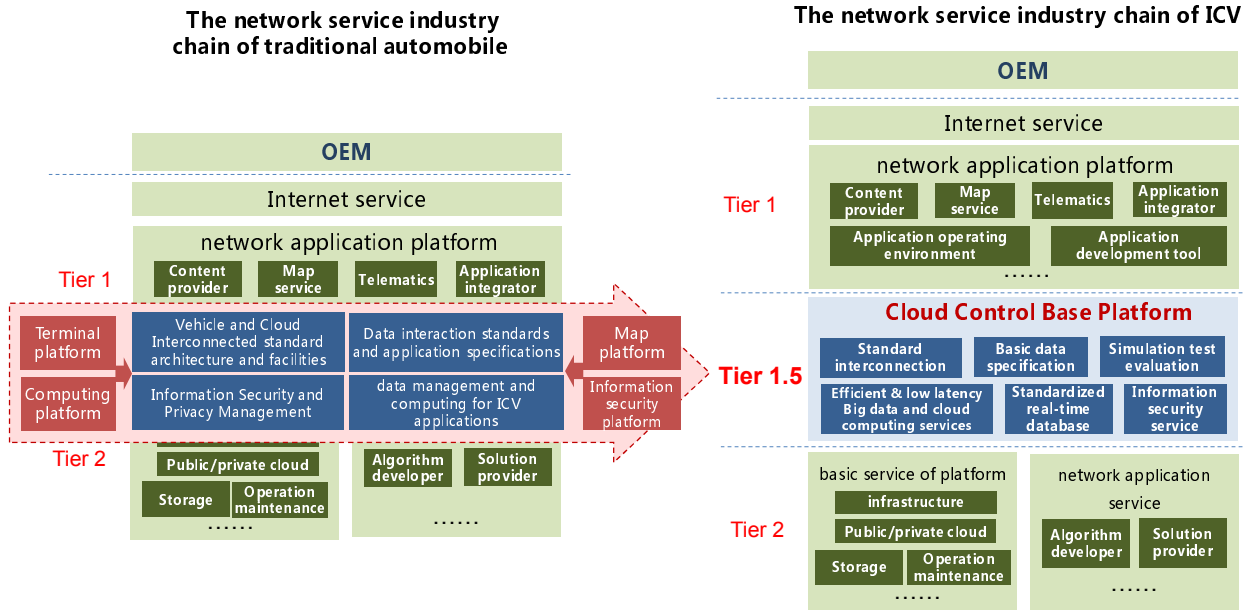 The network service industry
chain of traditional automobile
OEM
Internet service
network application platform
Tier 1
Content
provider
Map
service
Telematics
Application
integrator
Terminal
platform
Computing
platform
Vehicle and Cloud
Interconnected standard
architecture and facilities
Data interaction standards
and application specifications
Information Security and
Privacy Management
data management and
computing for ICV
applications
Map
platform
Information
security
platform
Tier 2
Public/private cloud
Storage
Operation
maintenance
······
Algorithm
developer
Solution
provider
······
The network service industry chain of ICV
OEM
Internet service
network application platform
Tier 1
Content
provider
Map
service
Telematics
Application
integrator
Application operating
environment
Application
development tool
······
Tier 1.5
Cloud Control Base Platform
Standard
interconnection
Basic data
specification
Simulation test
evaluation
Efficient & low latency
Big data and cloud
computing services
Standardized
real-time
database
Information
security
service
Tier 2
basic service of platform
infrastructure
Public/private cloud
Storage
Operation
maintenance
······
network application
service
Algorithm
developer
Solution
provider
······